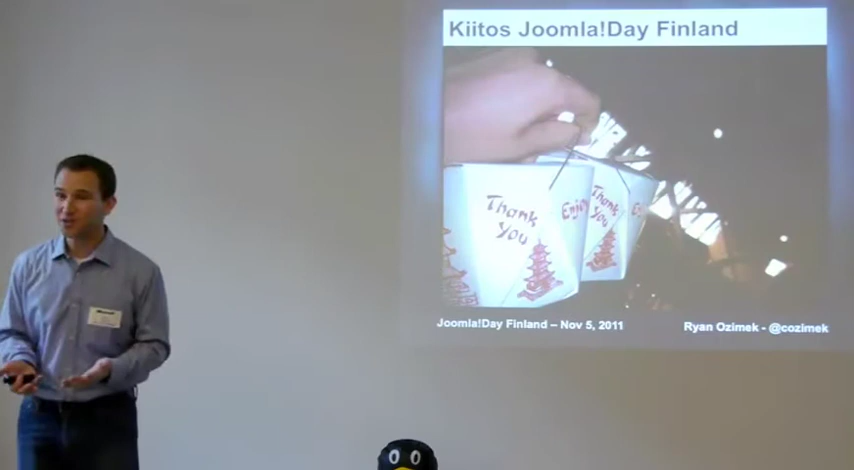 Kiitos Joomla!Day Finland
Thank You
Enjoy
Thank You
Joomla!Day Finland – Nov 5, 2011
Ryan Ozimek - @cozimek